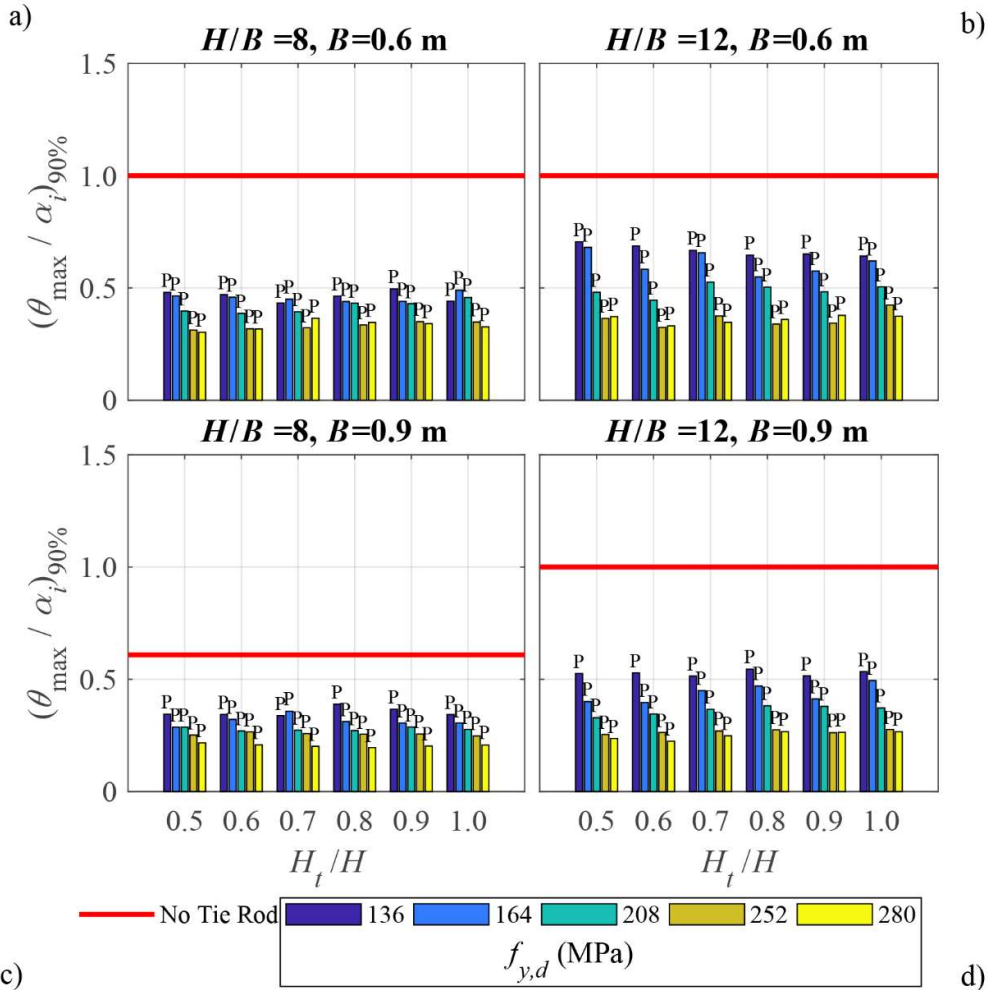 a)
b)
H/B =8, B=0.6 m
H/B =12, B=0.6 m
(θmax / αi)90%
1.5
1.0
0.5
0
P P P P P P P P P P P P P P P P P P P P P P P P P P P P P P
P P P P P P P P P P P P P P P P P P P P P P P P P P P P P P
H/B =8, B=0.9 m
H/B =12, B=0.9 m
(θmax / αi)90%
1.5
1.0
0.5
0
P P P P P P P P P P P P P P P P P P P P P P P P P P P P P P
P P P P P P P P P P P P P P P P P P P P P P P P P P P P P P
0.5 0.6 0.7 0.8 0.9 1.0
0.5 0.6 0.7 0.8 0.9 1.0
Ht/H
Ht/H
No Tie Rod
136 164 208 252 280
fy,d (MPa)
c)
d)